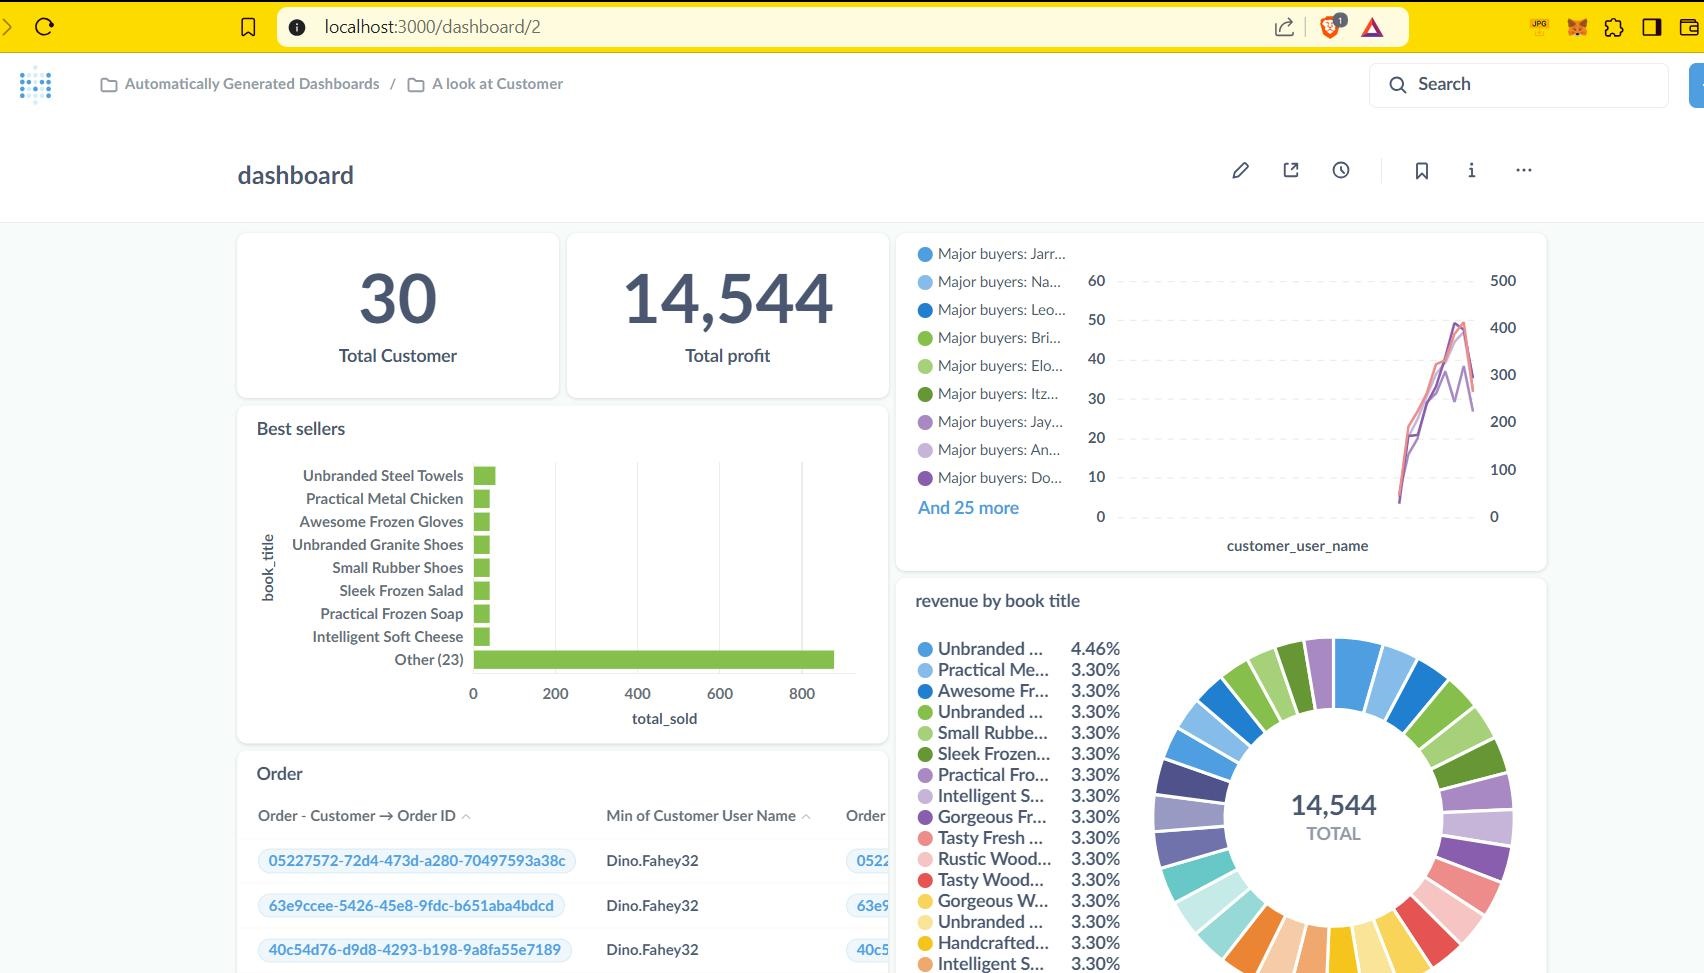 localhost:3000/dashboard/2
1
JPG
Automatically Generated Dashboards / A look at Customer
Search
dashboard
30
Total Customer
14,544
Total profit
Best sellers
book_title
Unbranded Steel Towels
Practical Metal Chicken
Awesome Frozen Gloves
Unbranded Granite Shoes
Small Rubber Shoes
Sleek Frozen Salad
Practical Frozen Soap
Intelligent Soft Cheese
Other (23)
0 200 400 600 800
total_sold
Order
Order - Customer → Order ID Min of Customer User Name Order
05227572-72d4-473d-a280-70497593a38c Dino.Fahey32 0522
63e9ccee-5426-45e8-9fdc-b651aba4bdcd Dino.Fahey32 63e9
40c54d76-d9d8-4293-b198-9a8fa55e7189 Dino.Fahey32 40c5
Major buyers: Jarr...
Major buyers: Na...
Major buyers: Leo...
Major buyers: Bri...
Major buyers: Elo...
Major buyers: Itz...
Major buyers: Jay...
Major buyers: An...
Major buyers: Do...
And 25 more
60
50
40
30
20
10
0
500
400
300
200
100
0
customer_user_name
revenue by book title
Unbranded ... 4.46%
Practical Me... 3.30%
Awesome Fr... 3.30%
Unbranded ... 3.30%
Small Rubbe... 3.30%
Sleek Frozen... 3.30%
Practical Fro... 3.30%
Intelligent S... 3.30%
Gorgeous Fr... 3.30%
Tasty Fresh ... 3.30%
Rustic Wood... 3.30%
Tasty Wood... 3.30%
Gorgeous W... 3.30%
Unbranded ... 3.30%
Handcrafted... 3.30%
Intelligent S... 3.30%
14,544
TOTAL